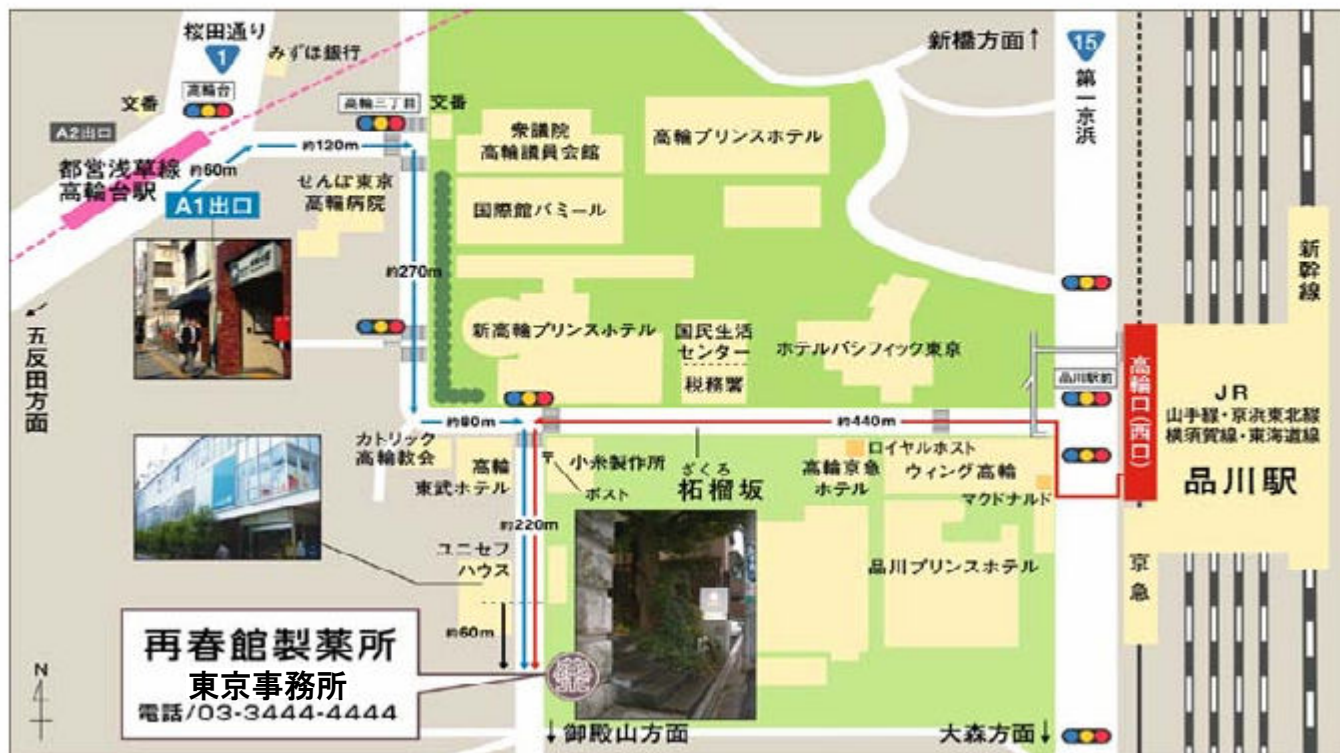 桜田通り
1
みずほ銀行
高輪台
交番
A2出口
都営浅草線
高輪台駅
約60m
A1出口
約120m
高輪三丁目
交番
せんぽ東京
高輪病院
衆議院
高輪議員会館
高輪プリンスホテル
国際館パミール
新橋方面↑
15
第一京浜
約270m
新高輪プリンスホテル
国民生活
センター
税務署
ホテルパシフィック東京
品川駅前
高輪口(西口)
新幹線
JR
山手線・京浜東北線
横須賀線・東海道線
品川駅
京急
五反田方面
約80m
約440m
カトリック
高輪教会
高輪
東武ホテル
〒
小糸製作所
ポスト
ざくろ
柘榴坂
高輪京急
ホテル
ロイヤルホスト
ウィング高輪
マクドナルド
約220m
ユニセフ
ハウス
品川プリンスホテル
約60m
再春館製薬所
東京事務所
電話/03-3444-4444
N
↓御殿山方面
大森方面↓